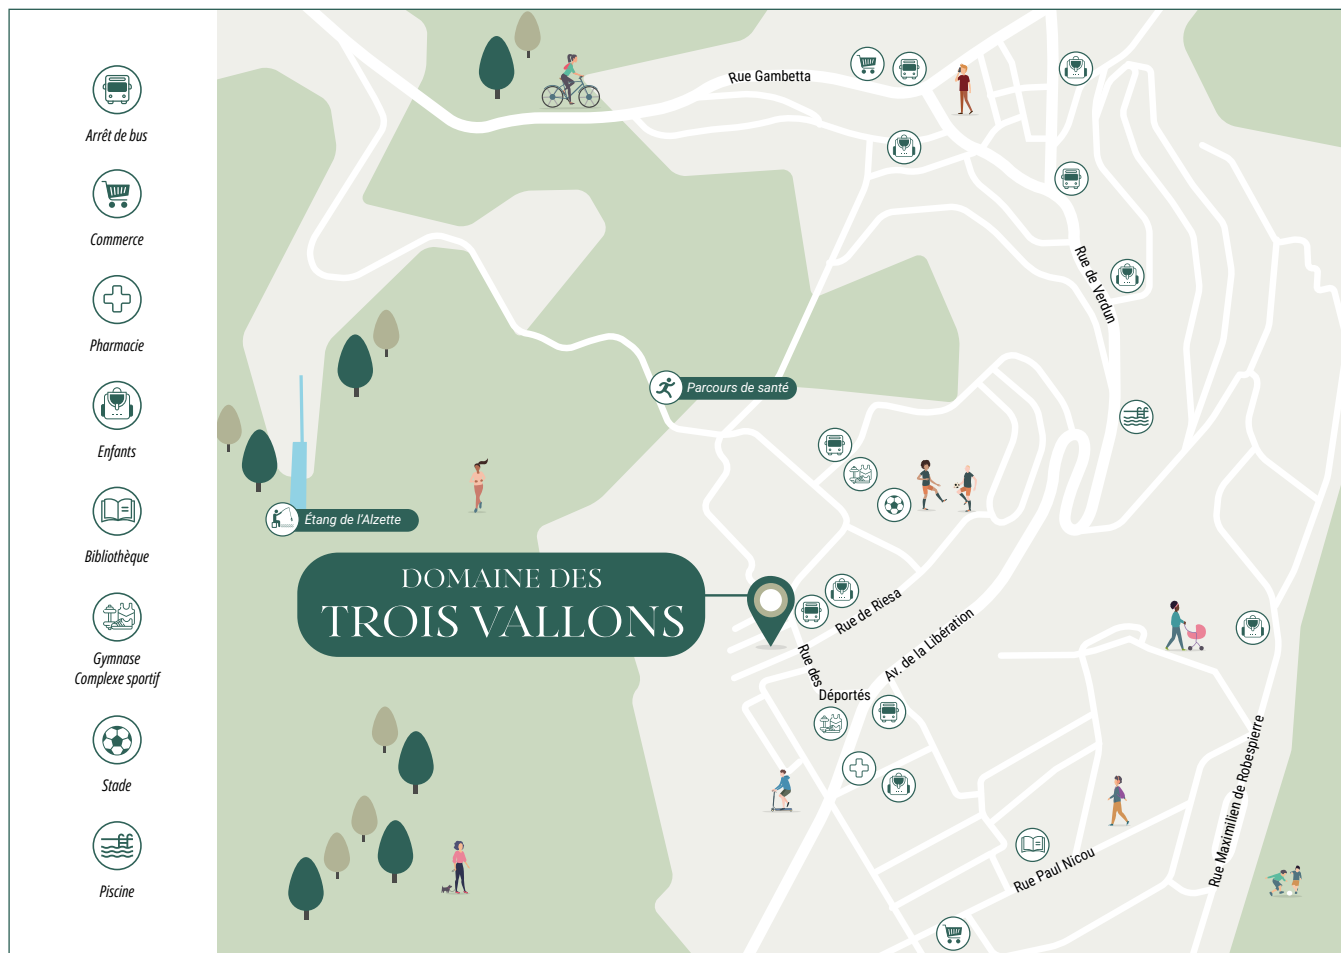 Arrêt de bus
Commerce
Pharmacie
Enfants
Bibliothèque
Gymnase
Complexe sportif
Stade
Piscine
Rue Gambetta
Rue de Verdun
Parcours de santé
Étang de l'Alzette
DOMAINE DES
TROIS VALLONS
Rue de Riesa
Av. de la Libération
Rue des
Déportés
Rue Maximilien de Robespierre
Rue Paul Nicou